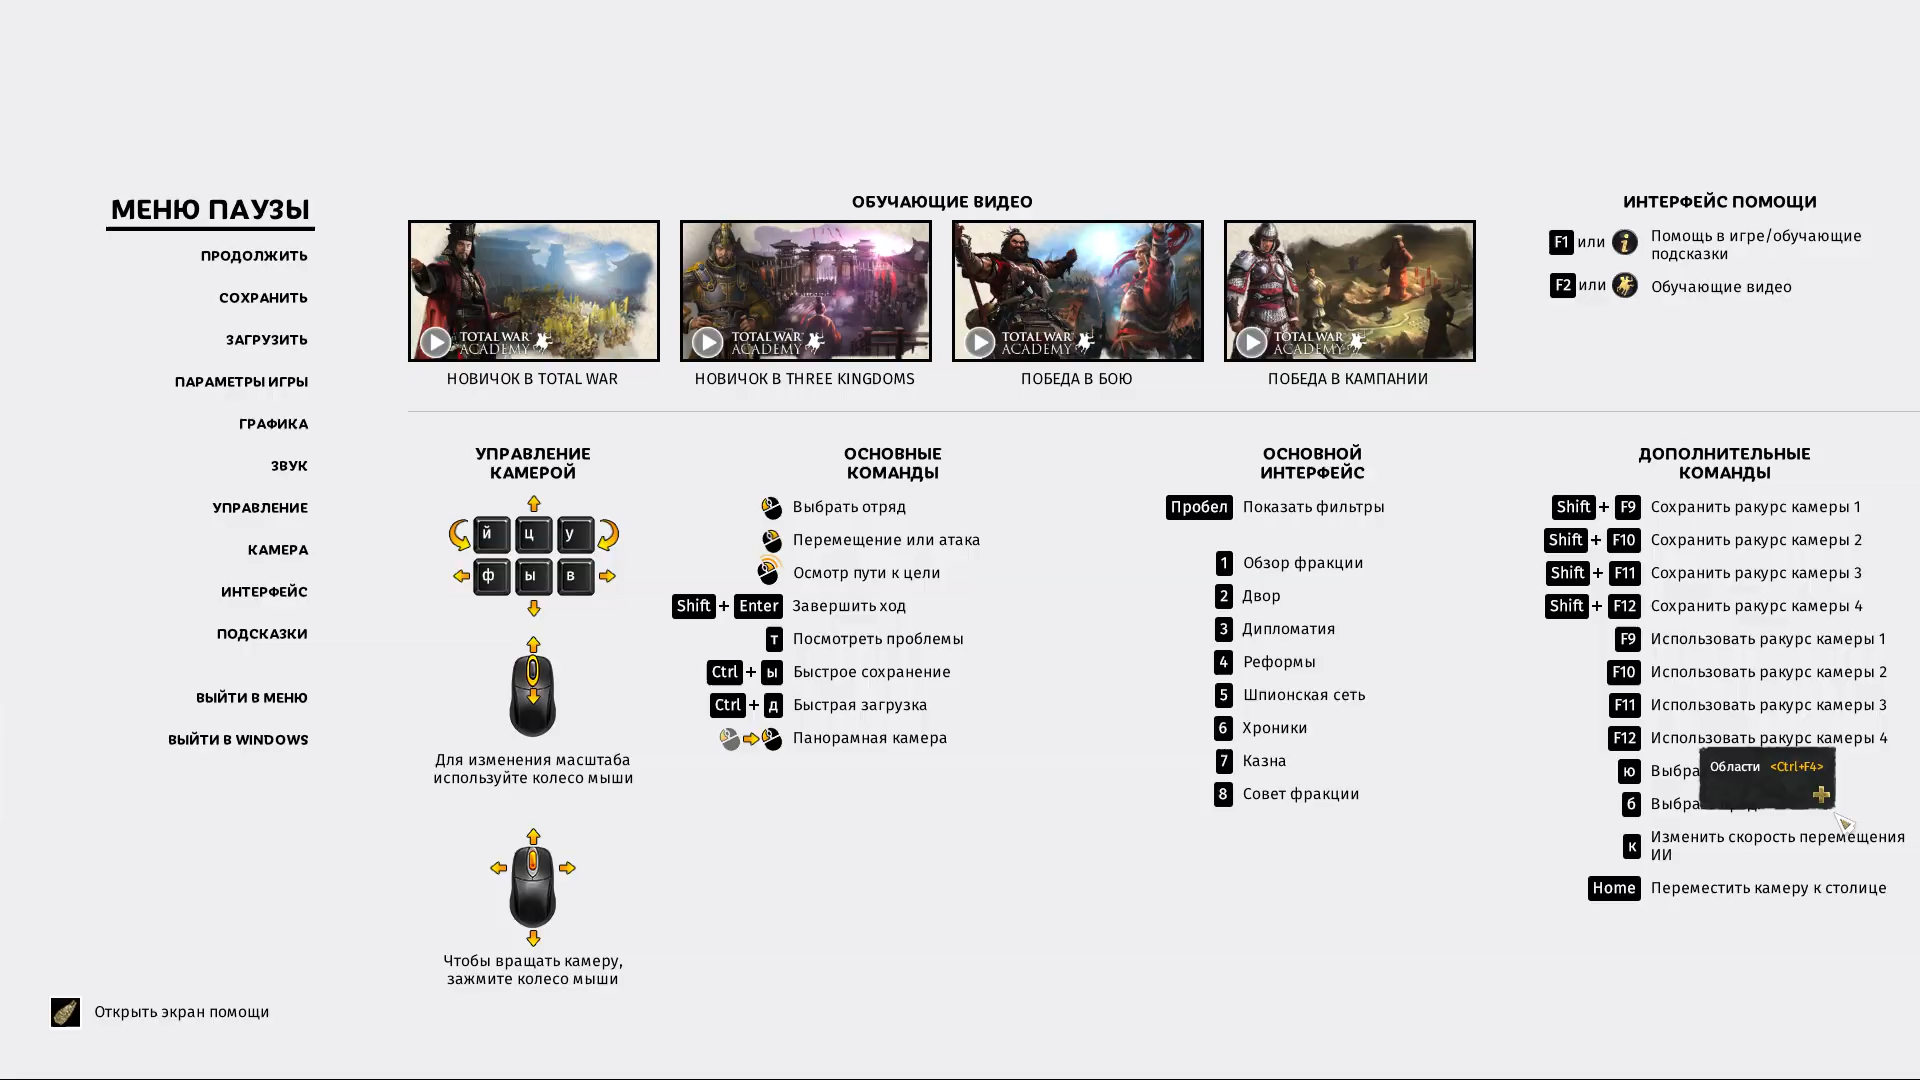 МЕНЮ ПАУЗЫ
ПРОДОЛЖИТЬ
СОХРАНИТЬ
ЗАГРУЗИТЬ
ПАРАМЕТРЫ ИГРЫ
ГРАФИКА
ЗВУК
УПРАВЛЕНИЕ
КАМЕРА
ИНТЕРФЕЙС
ПОДСКАЗКИ
ВЫЙТИ В МЕНЮ
ВЫЙТИ В WINDOWS
Открыть экран помощи
ОБУЧАЮЩИЕ ВИДЕО
TOTAL WAR
ACADEMY
НОВИЧОК В TOTAL WAR
TOTAL WAR
ACADEMY
НОВИЧОК В THREE KINGDOMS
TOTAL WAR
ACADEMY
ПОБЕДА В БОЮ
TOTAL WAR
ACADEMY
ПОБЕДА В КАМПАНИИ
ИНТЕРФЕЙС ПОМОЩИ
F1 или i Помощь в игре/обучающие
подсказки
F2 или Обучающие видео
УПРАВЛЕНИЕ
КАМЕРОЙ
й ц у
ф ы в
Для изменения масштаба
используйте колесо мыши
Чтобы вращать камеру,
зажмите колесо мыши
ОСНОВНЫЕ
КОМАНДЫ
Выбрать отряд
Перемещение или атака
Осмотр пути к цели
Shift + Enter Завершить ход
т Посмотреть проблемы
Ctrl + ы Быстрое сохранение
Ctrl + д Быстрая загрузка
Панорамная камера
ОСНОВНОЙ
ИНТЕРФЕЙС
Пробел Показать фильтры
1 Обзор фракции
2 Двор
3 Дипломатия
4 Реформы
5 Шпионская сеть
6 Хроники
7 Казна
8 Совет фракции
ДОПОЛНИТЕЛЬНЫЕ
КОМАНДЫ
Shift + F9 Сохранить ракурс камеры 1
Shift + F10 Сохранить ракурс камеры 2
Shift + F11 Сохранить ракурс камеры 3
Shift + F12 Сохранить ракурс камеры 4
F9 Использовать ракурс камеры 1
F10 Использовать ракурс камеры 2
F11 Использовать ракурс камеры 3
F12 Использовать ракурс камеры 4
ю Выбра
б Выбра
к Изменить скорость перемещения
ИИ
Home Переместить камеру к столице
Области <Ctrl+F4>